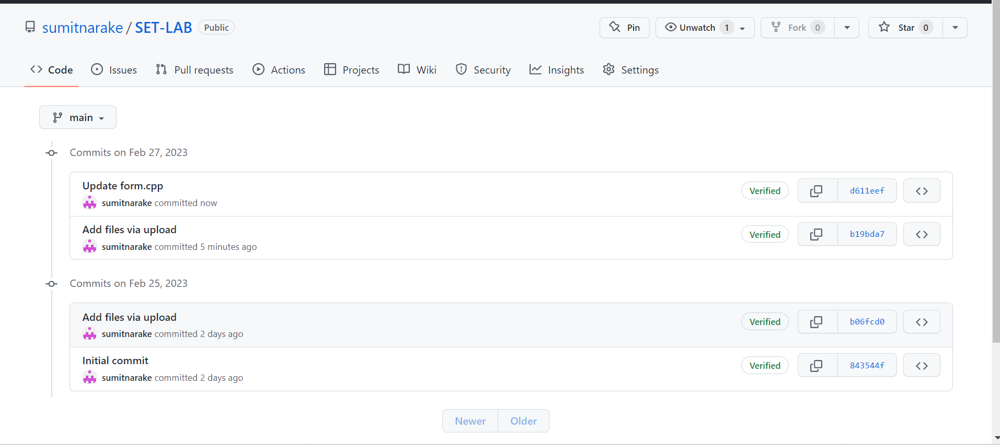 sumitnarake / SET-LAB Public Pin Unwatch 1 Fork 0 Star 0
Code Issues Pull requests Actions Projects Wiki Security Insights Settings
main
Commits on Feb 27, 2023
Update form.cpp
sumitnarake committed now
Verified d611eef
Add files via upload
sumitnarake committed 5 minutes ago
Verified b19bda7
Commits on Feb 25, 2023
Add files via upload
sumitnarake committed 2 days ago
Verified b06fcd0
Initial commit
sumitnarake committed 2 days ago
Verified 843544f
Newer Older